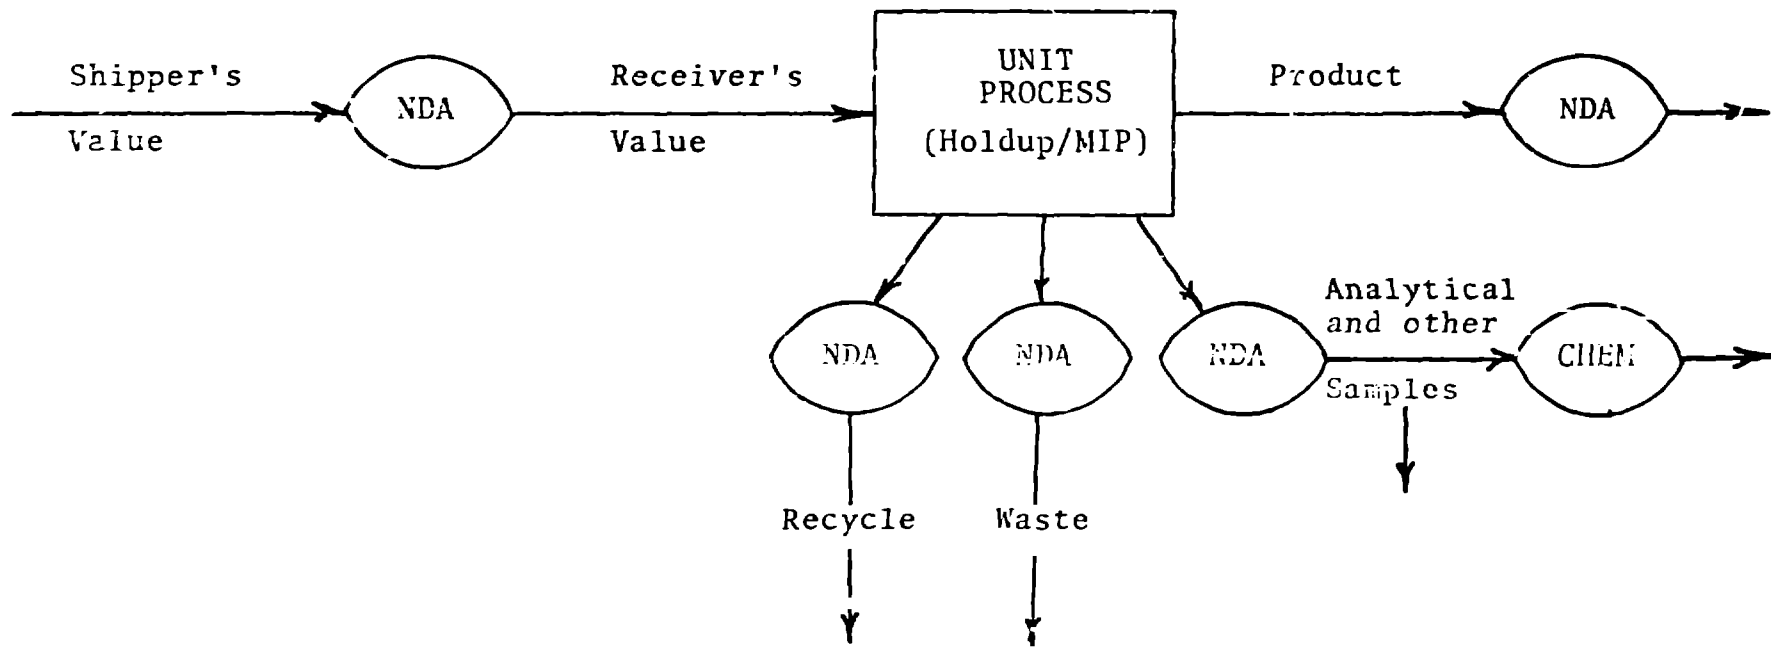 Shipper's
Value
NDA
Receiver's
Value
UNIT
PROCESS
(Holdup/MIP)
Product
NDA
NDA
NDA
NDA
Analytical
and other
Samples
CHEM
Recycle
Waste